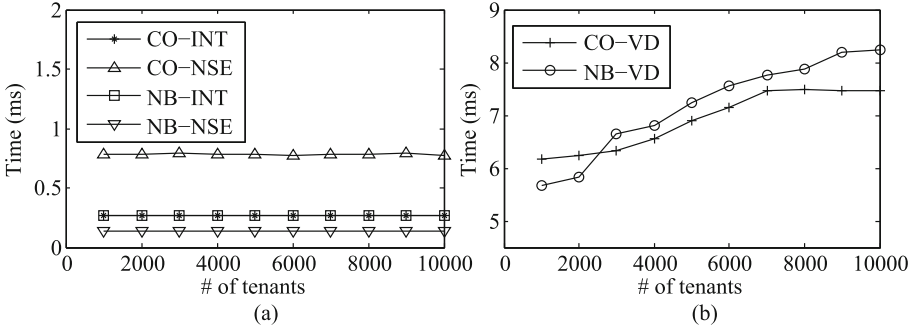 2
1.5
1
0.5
0
Time (ms)
CO−INT
CO−NSE
NB−INT
NB−NSE
0 2000 4000 6000 8000 10000
# of tenants
(a)
9
8
7
6
5
Time (ms)
CO−VD
NB−VD
0 2000 4000 6000 8000 10000
# of tenants
(b)